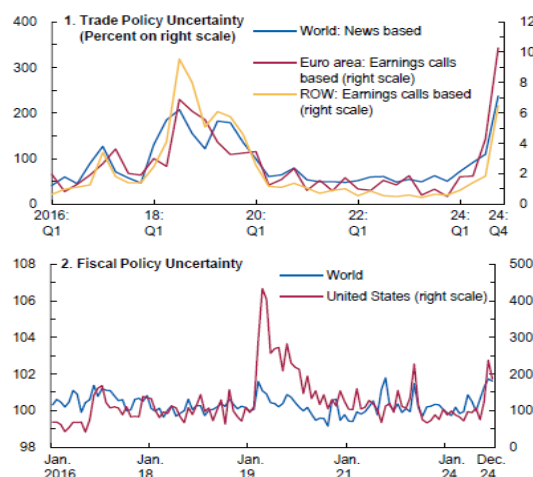 1. Trade Policy Uncertainty
(Percent on right scale)
World: News based
Euro area: Earnings calls
based (right scale)
ROW: Earnings calls based
(right scale)
400
300
200
100
0
12
10
8
6
4
2
0
2016:
Q1
18:
Q1
20:
Q1
22:
Q1
24:
Q1
24:
Q4
2. Fiscal Policy Uncertainty
World
United States (right scale)
108
106
104
102
100
98
500
400
300
200
100
0
Jan.
2016
Jan.
18
Jan.
19
Jan.
21
Jan.
24
Dec.
24